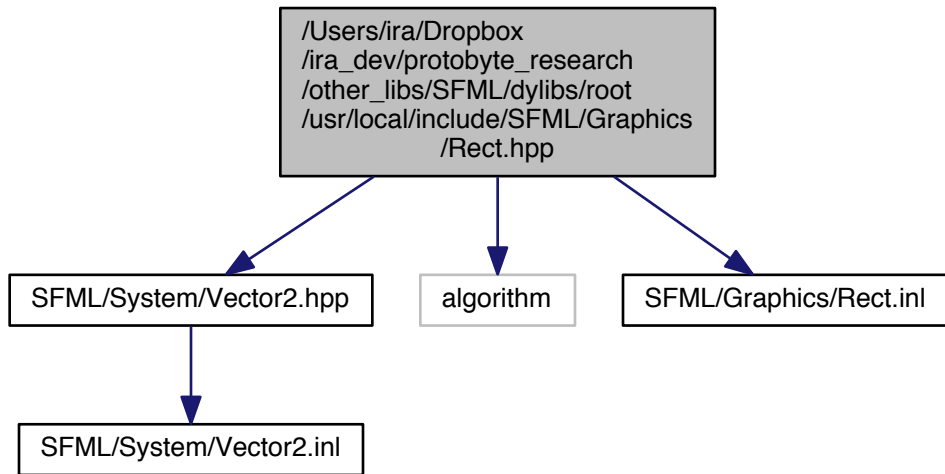 /Users/ira/Dropbox
/ira_dev/protobyte_research
/other_libs/SFML/dylibs/root
/usr/local/include/SFML/Graphics
/Rect.hpp
SFML/System/Vector2.hpp
algorithm
SFML/Graphics/Rect.inl
SFML/System/Vector2.inl